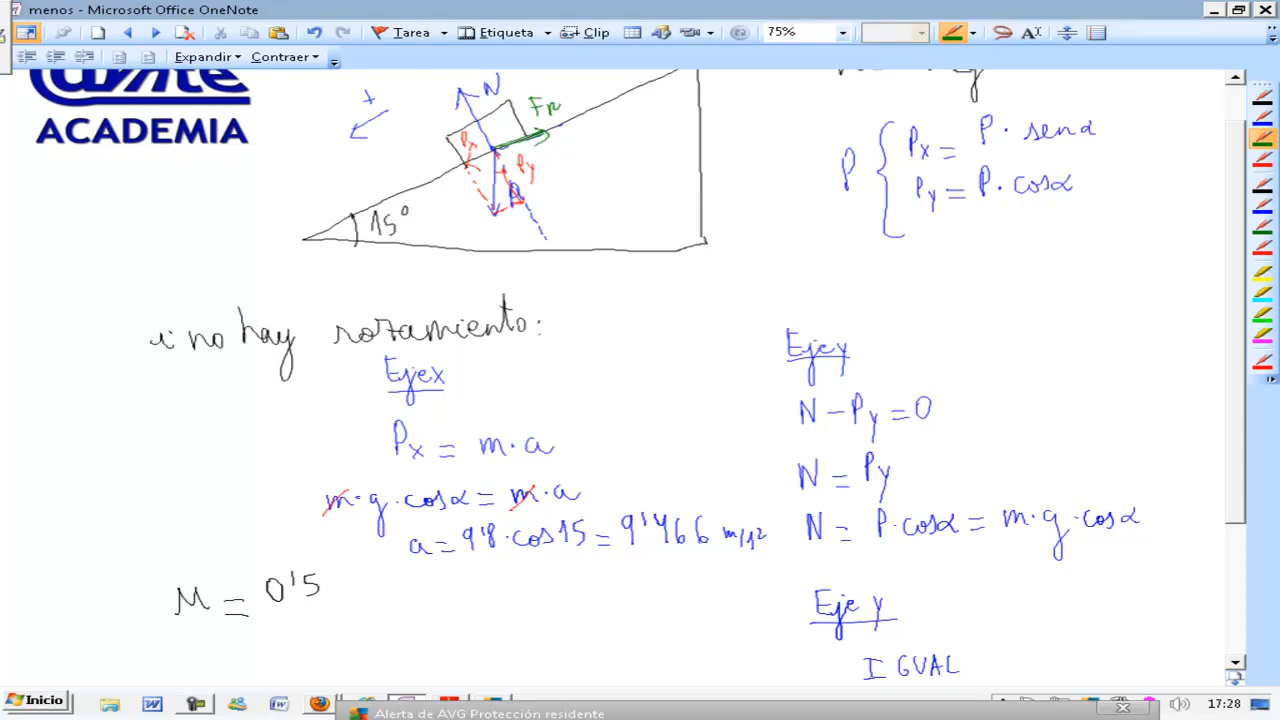 menos - Microsoft Office OneNote
Tarea
Etiqueta
Clip
75%
Expandir
Contraer
ACADEMIA
+
N
FR
Px
Py
P
15°
P
Px = P · senα
Py = P · cosα
i no hay rozamiento:
Eje x
Px = m · a
m · g · cosα = m · a
a = 9'8 · cos15 = 9'466 m/s²
Eje y
N - Py = 0
N = Py
N = P · cosα = m · g · cosα
M = 0'5
Eje y
IGUAL
Inicio
Alerta de AVG Protección residente
17:28